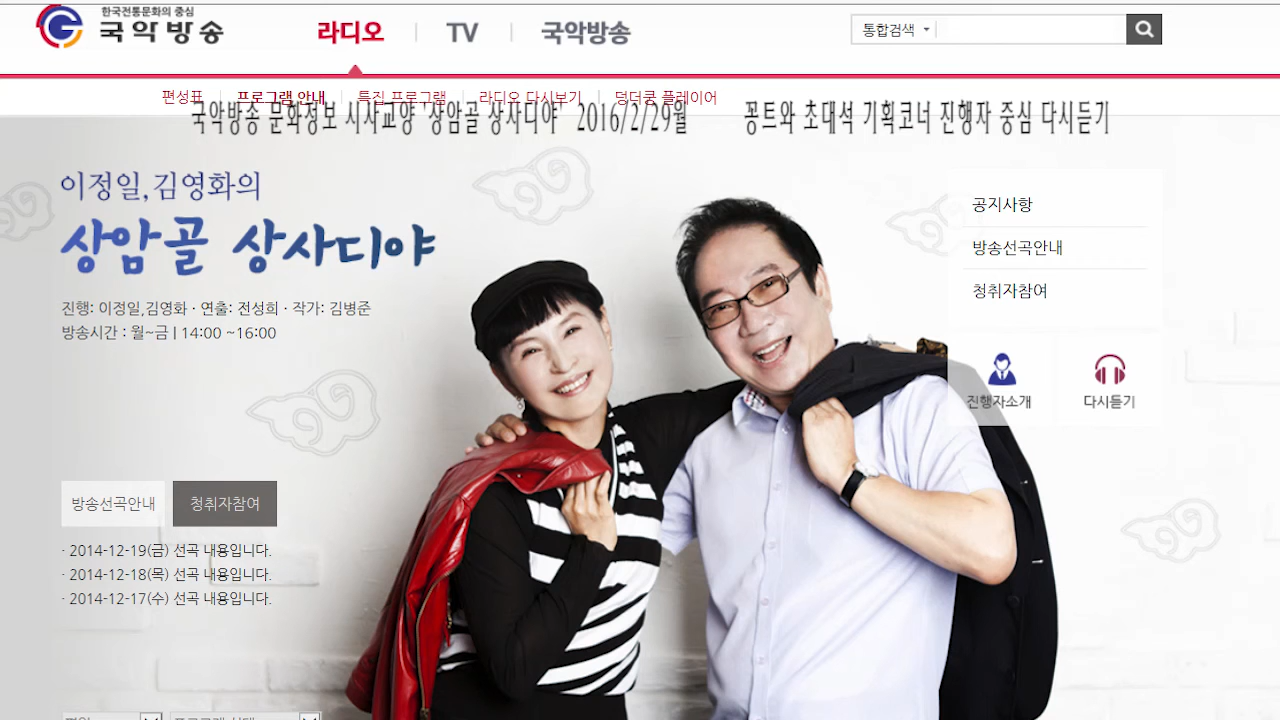 한국전통문화의 중심
국악방송
라디오 | TV | 국악방송
통합검색
편성표 | 프로그램 안내 | 특집 프로그램 | 라디오 다시보기 | 덩더쿵 플레이어
국악방송 문화정보 시사교양 '상암골 상사디야' 2016/2/29월 꽁트와 초대석 기획코너 진행자 중심 다시듣기
이정일,김영화의
상암골 상사디야
진행: 이정일,김영화 · 연출: 전성희 · 작가: 김병준
방송시간 : 월~금 | 14:00 ~16:00
공지사항
방송선곡안내
청취자참여
진행자소개 다시듣기
방송선곡안내 청취자참여
· 2014-12-19(금) 선곡 내용입니다.
· 2014-12-18(목) 선곡 내용입니다.
· 2014-12-17(수) 선곡 내용입니다.